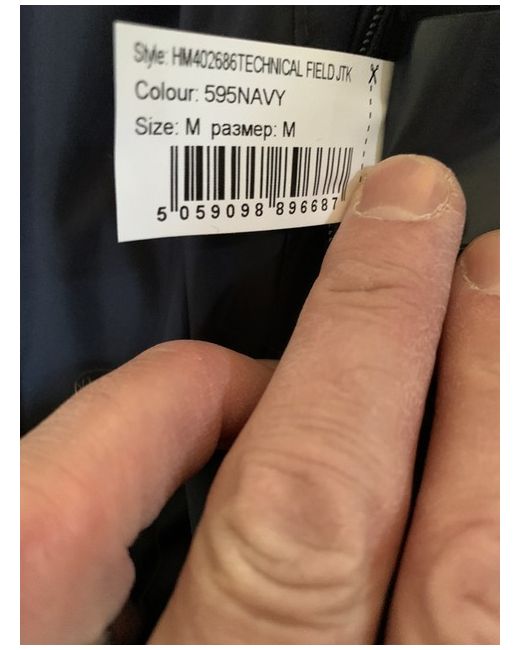 Style: HM402686TECHNICAL FIELD JTK
Colour: 595NAVY
Size: M размер: M
5 059098 896687